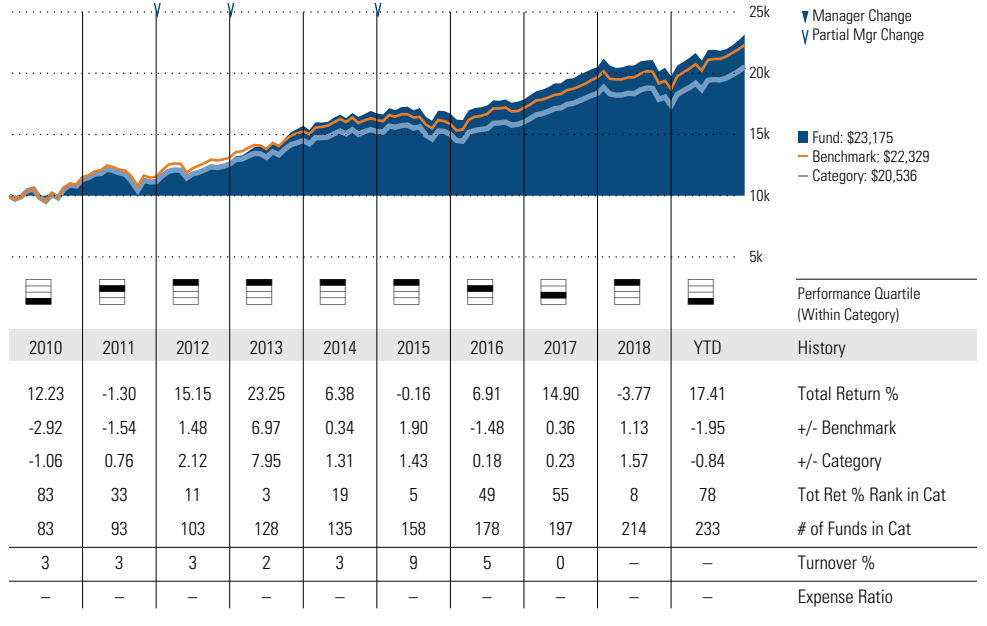 25k
▼ Manager Change
Partial Mgr Change
20k
15k
Fund: $23,175
Benchmark: $22,329
Category: $20,536
10k
5k
Performance Quartile
(Within Category)
2010 2011 2012 2013 2014 2015 2016 2017 2018 YTD History
12.23 -1.30 15.15 23.25 6.38 -0.16 6.91 14.90 -3.77 17.41 Total Return %
-2.92 -1.54 1.48 6.97 0.34 1.90 -1.48 0.36 1.13 -1.95 +/- Benchmark
-1.06 0.76 2.12 7.95 1.31 1.43 0.18 0.23 1.57 -0.84 +/- Category
83 33 11 3 19 5 49 55 8 78 Tot Ret % Rank in Cat
83 93 103 128 135 158 178 197 214 233 # of Funds in Cat
3 3 3 2 3 9 5 0 – – Turnover %
– – – – – – – – – – Expense Ratio